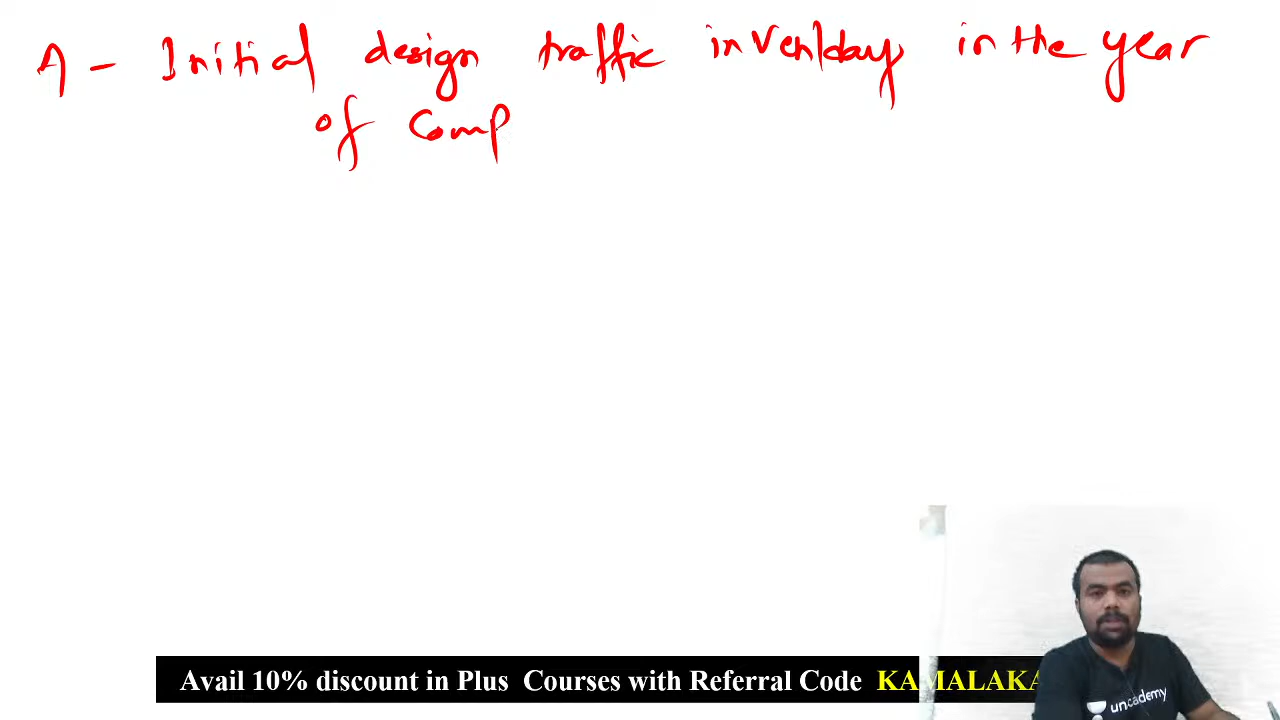 A - Initial design traffic in veh/day in the year
of Comp
Avail 10% discount in Plus Courses with Referral Code KAMALAKA
unacademy